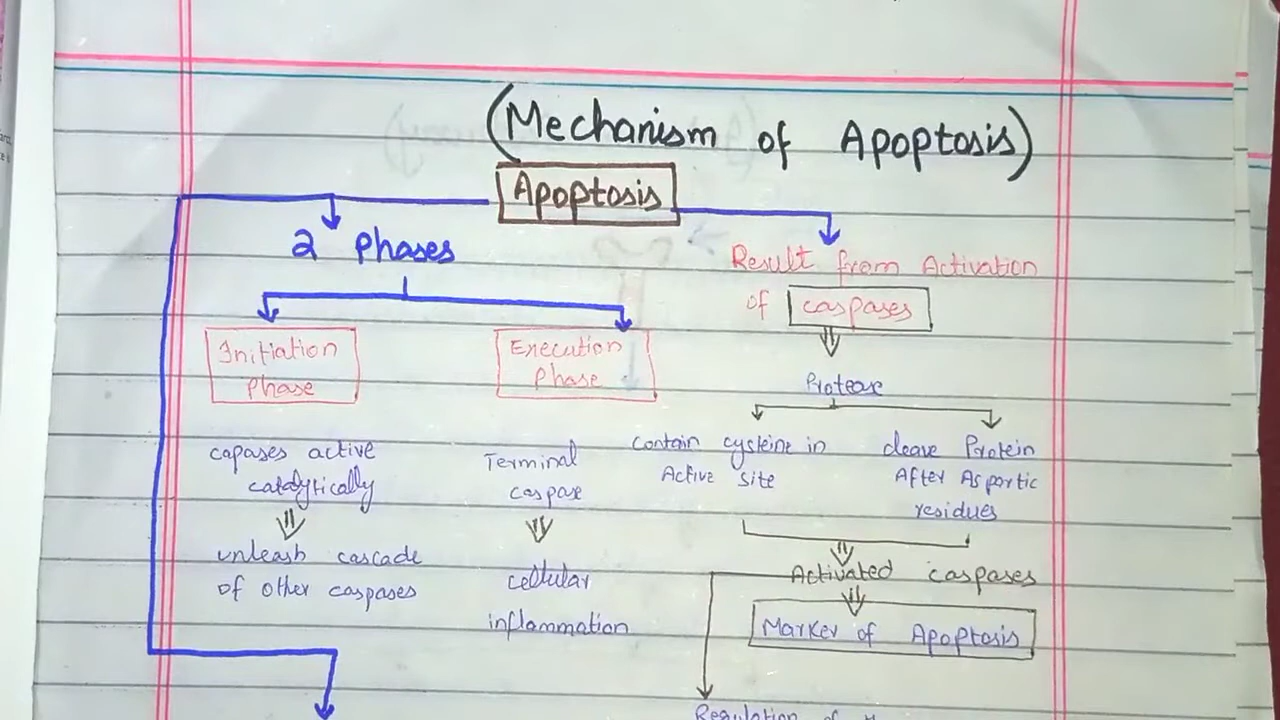 (Mechanism of Apoptosis)
Apoptosis
2 Phases
Initiation
Phase
Execution
Phase
capases active
catalytically
unleash cascade
of other caspases
Terminal
caspase
cellular
inflammation
Result from Activation
of caspases
Protease
Contain cysteine in
Active site
cleave Protein
After Aspartic
residues
Activated caspases
Marker of Apoptosis
Regulation of